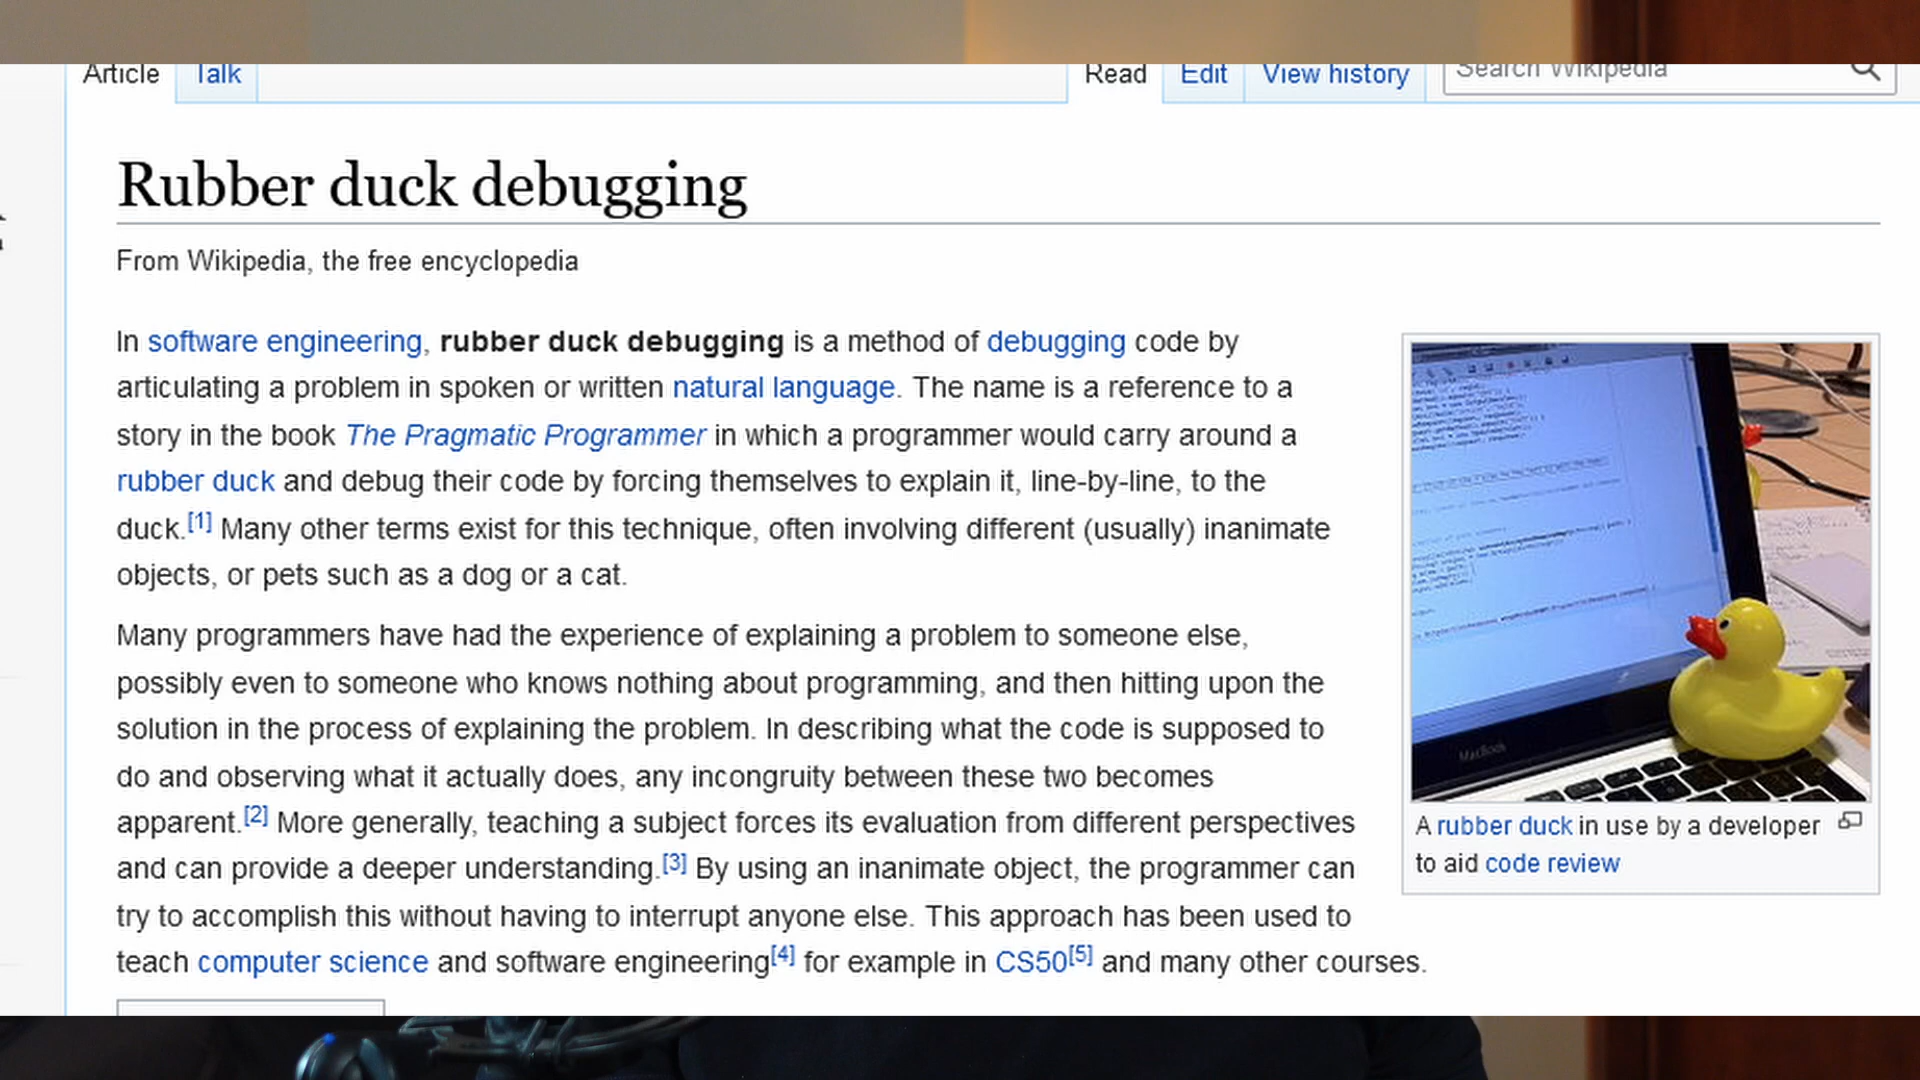 Article Talk Read Edit View history Search Wikipedia
Rubber duck debugging
From Wikipedia, the free encyclopedia
In software engineering, rubber duck debugging is a method of debugging code by
articulating a problem in spoken or written natural language. The name is a reference to a
story in the book The Pragmatic Programmer in which a programmer would carry around a
rubber duck and debug their code by forcing themselves to explain it, line-by-line, to the
duck.[1] Many other terms exist for this technique, often involving different (usually) inanimate
objects, or pets such as a dog or a cat.
Many programmers have had the experience of explaining a problem to someone else,
possibly even to someone who knows nothing about programming, and then hitting upon the
solution in the process of explaining the problem. In describing what the code is supposed to
do and observing what it actually does, any incongruity between these two becomes
apparent.[2] More generally, teaching a subject forces its evaluation from different perspectives
and can provide a deeper understanding.[3] By using an inanimate object, the programmer can
try to accomplish this without having to interrupt anyone else. This approach has been used to
teach computer science and software engineering[4] for example in CS50[5] and many other courses.
MacBook
A rubber duck in use by a developer
to aid code review